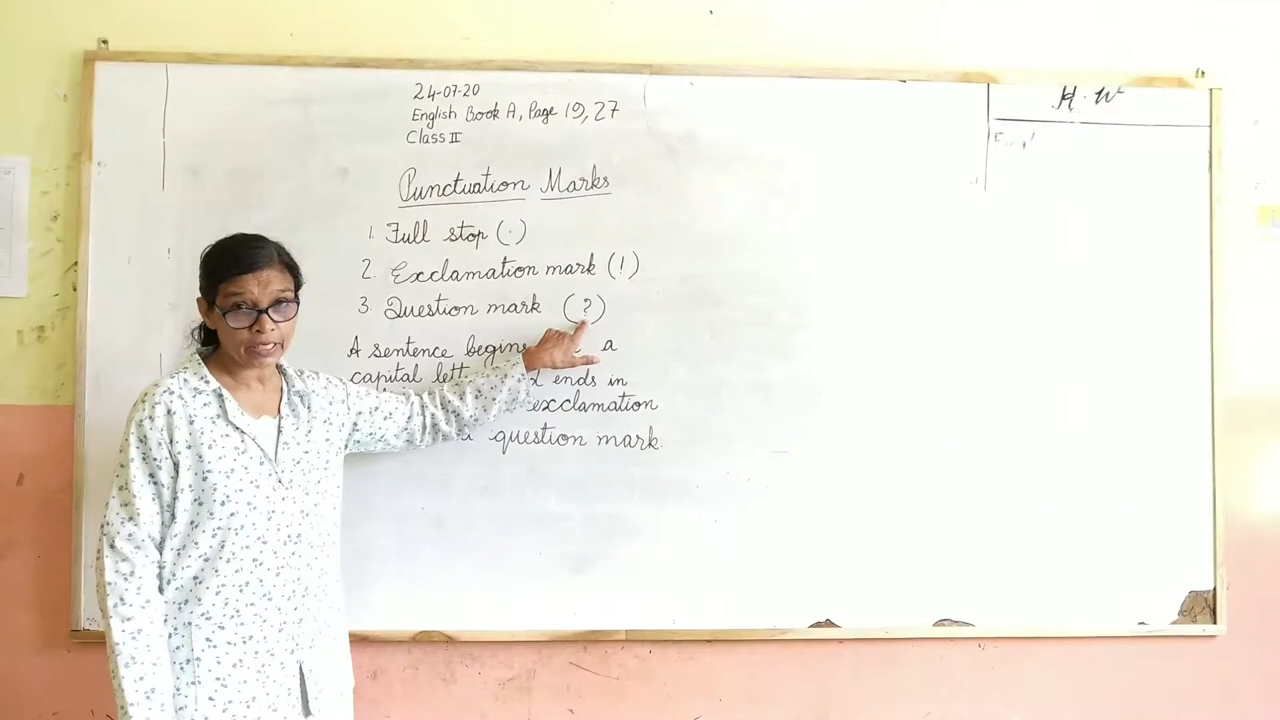 24-07-20
English Book A, Page 19, 27
Class II
Punctuation Marks
1. Full stop (.)
2. Exclamation mark (!)
3. Question mark (?)
A sentence begins a
capital ends in
exclamation
question mark.
H.W